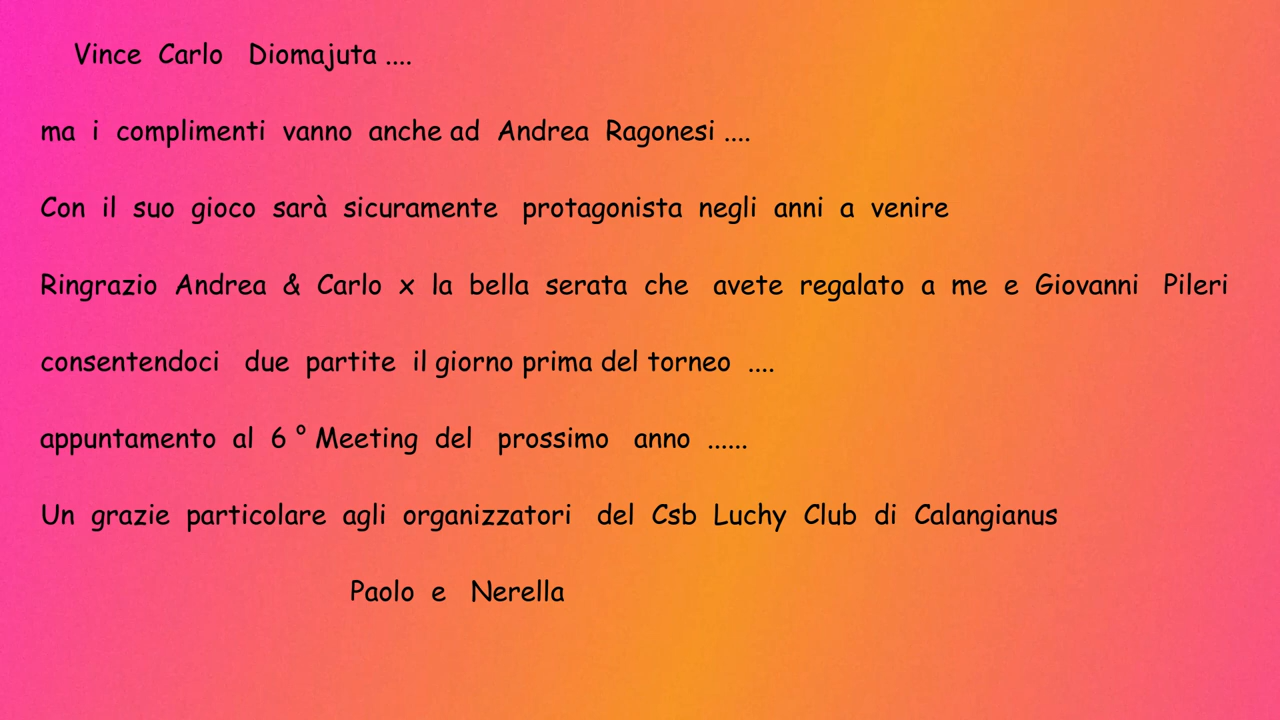 Vince Carlo Diomajuta ....
ma i complimenti vanno anche ad Andrea Ragonesi ....
Con il suo gioco sarà sicuramente protagonista negli anni a venire
Ringrazio Andrea & Carlo x la bella serata che avete regalato a me e Giovanni Pileri
consentendoci due partite il giorno prima del torneo ....
appuntamento al 6 ° Meeting del prossimo anno ......
Un grazie particolare agli organizzatori del Csb Luchy Club di Calangianus
Paolo e Nerella